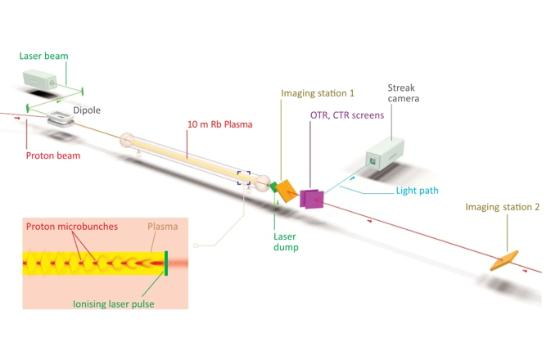 Laser beam
Dipole
Proton beam
10 m Rb Plasma
Imaging station 1
OTR, CTR screens
Streak
camera
Light path
Laser
dump
Imaging station 2
Proton microbunches
Plasma
Ionising laser pulse